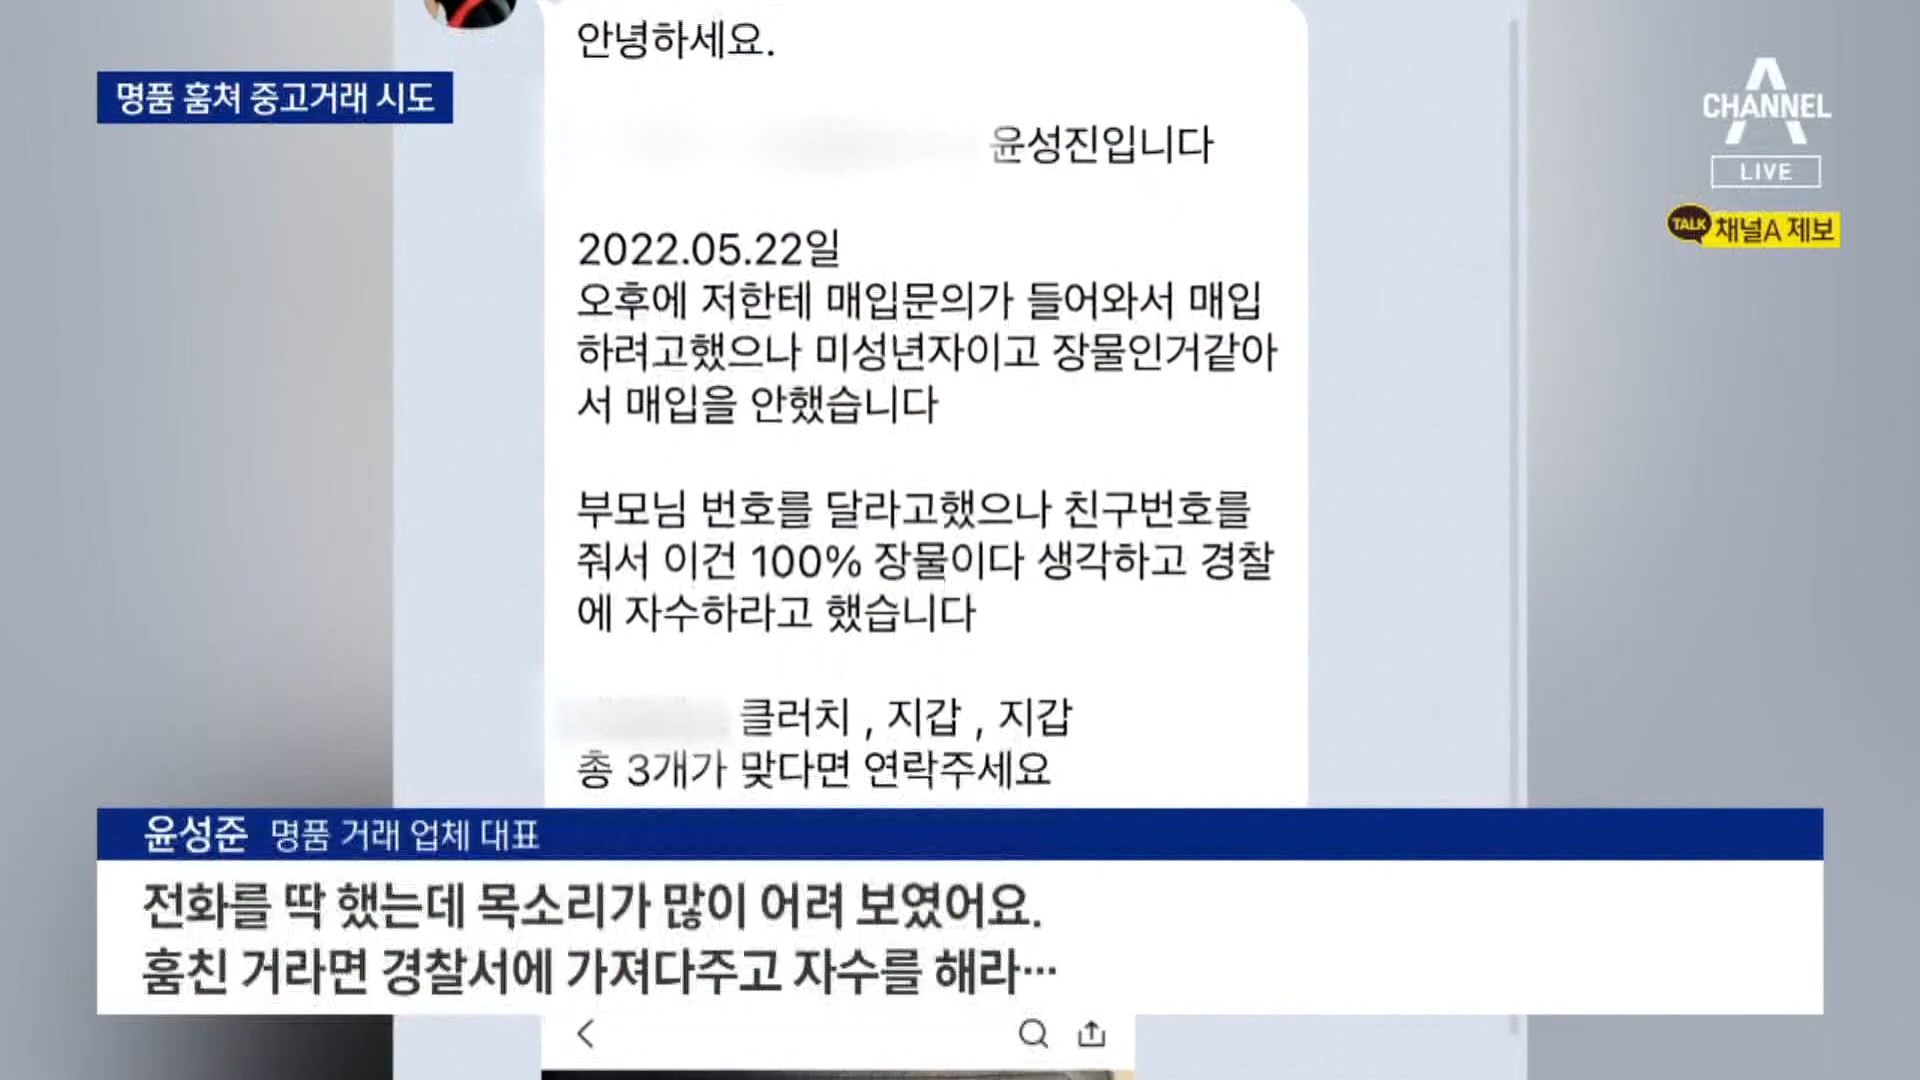 안녕하세요.
명품 훔쳐 중고거래 시도
CHANNEL A
LIVE
TALK 채널A 제보
윤성진입니다
2022.05.22일
오후에 저한테 매입문의가 들어와서 매입
하려고했으나 미성년자이고 장물인거같아
서 매입을 안했습니다
부모님 번호를 달라고했으나 친구번호를
줘서 이건 100% 장물이다 생각하고 경찰
에 자수하라고 했습니다
클러치 , 지갑 , 지갑
총 3개가 맞다면 연락주세요
윤성준 명품 거래 업체 대표
전화를 딱 했는데 목소리가 많이 어려 보였어요.
훔친 거라면 경찰서에 가져다주고 자수를 해라…